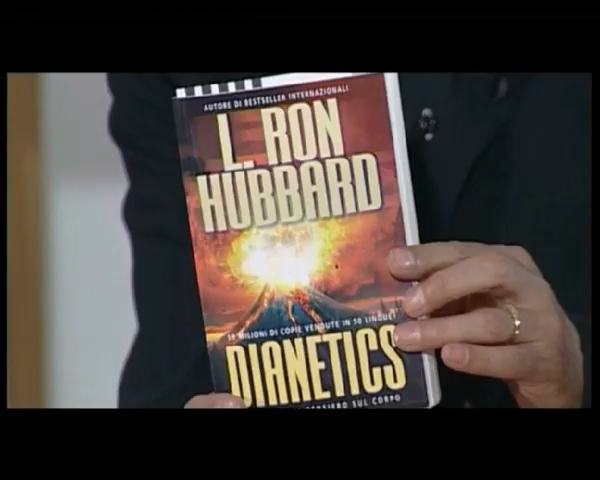 AUTORE DI BESTSELLER INTERNAZIONALI
L. RON
HUBBARD
MILIONI DI COPIE VENDUTE IN 50 LINGUE!
DIANETICS
PENSIERO SUL CORPO